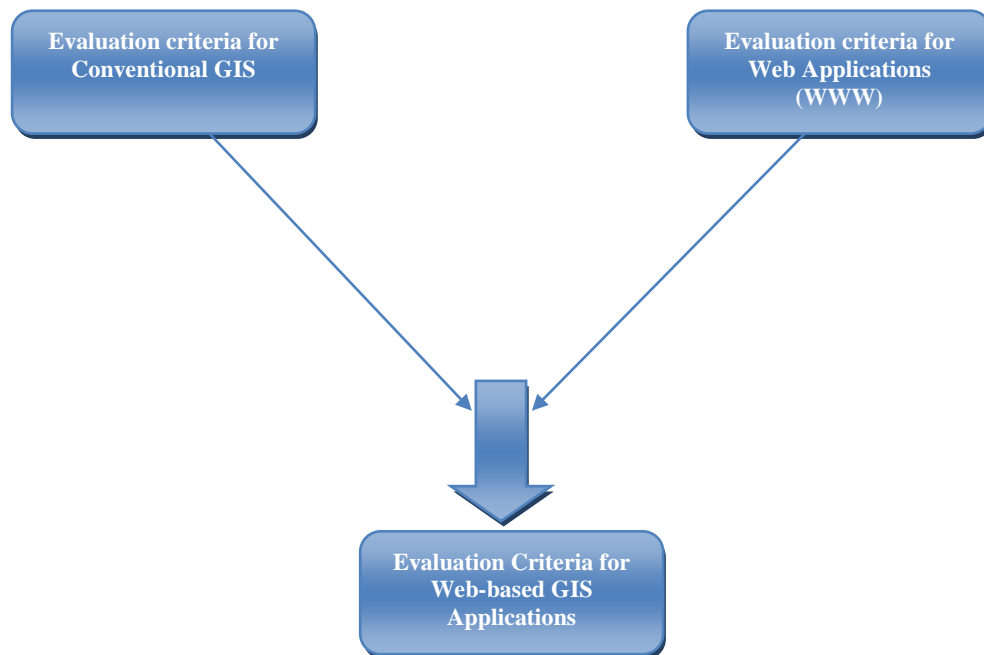 Evaluation criteria for
Conventional GIS
Evaluation criteria for
Web Applications
(WWW)
Evaluation Criteria for
Web-based GIS
Applications